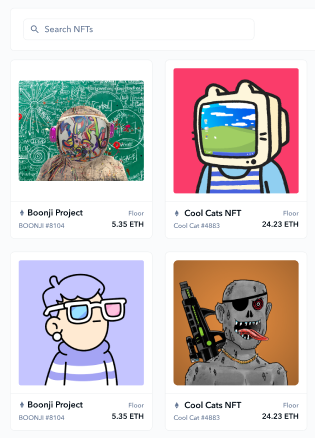 Search NFTs
Boonji Project
Floor
BOONJI #8104
5.35 ETH
Cool Cats NFT
Floor
Cool Cat #4883
24.23 ETH
Boonji Project
Floor
BOONJI #8104
5.35 ETH
Cool Cats NFT
Floor
Cool Cat #4883
24.23 ETH